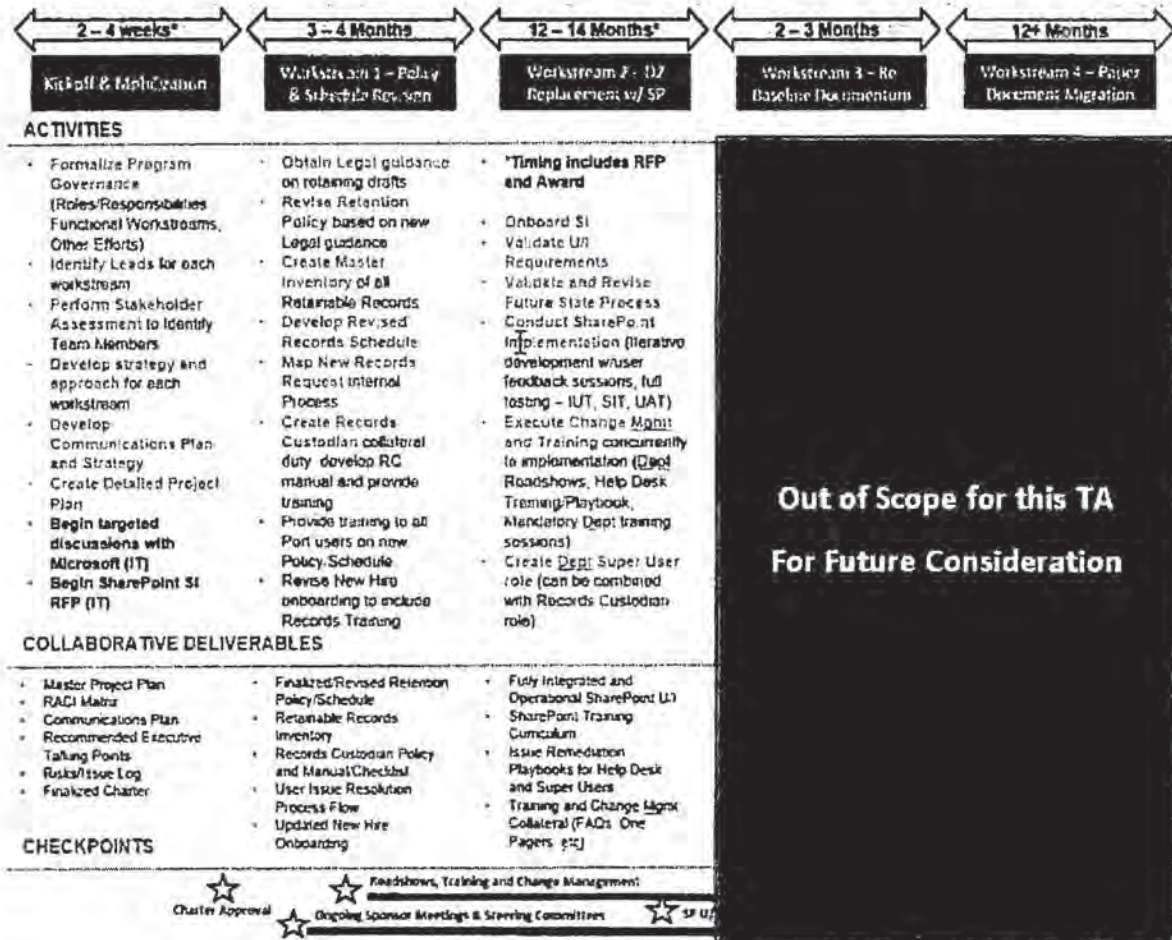 2 – 4 weeks*
3 – 4 Months
12 – 14 Months*
2 – 3 Months
12+ Months
Kickoff & Mobilization
Workstream 1 – Policy
& Schedule Revision
Workstream 2 - D2
Replacement w/ SP
Workstream 3 – Re
Baseline Documentum
Workstream 4 – Paper
Document Migration
ACTIVITIES
Formalize Program
Governance
(Roles/Responsibilities
Functional Workstreams,
Other Efforts)
Identify Leads for each
workstream
Perform Stakeholder
Assessment to Identify
Team Members
Develop strategy and
approach for each
workstream
Develop
Communications Plan
and Strategy
Create Detailed Project
Plan
Begin targeted
discussions with
Microsoft (IT)
Begin SharePoint SI
RFP (IT)
Obtain Legal guidance
on retaining drafts
Revise Retention
Policy based on new
Legal guidance
Create Master
Inventory of all
Retainable Records
Develop Revised
Records Schedule
Map New Records
Request Internal
Process
Create Records
Custodian collateral
duty develop RC
manual and provide
training
Provide training to all
Port users on new
Policy/Schedule
Revise New Hire
onboarding to include
Records Training
*Timing includes RFP
and Award
Onboard SI
Validate U/I
Requirements
Validate and Revise
Future State Process
Conduct SharePoint
Implementation (Iterative
development w/user
feedback sessions, full
testing – IUT, SIT, UAT)
Execute Change Mgmt
and Training concurrently
to implementation (Dept
Roadshows, Help Desk
Training/Playbook,
Mandatory Dept training
sessions)
Create Dept Super User
role (can be combined
with Records Custodian
role)
Out of Scope for this TA
For Future Consideration
COLLABORATIVE DELIVERABLES
Master Project Plan
RACI Matrix
Communications Plan
Recommended Executive
Talking Points
Risks/Issue Log
Finalized Charter
Finalized/Revised Retention
Policy/Schedule
Retainable Records
Inventory
Records Custodian Policy
and Manual/Checklist
User Issue Resolution
Process Flow
Updated New Hire
Onboarding
Fully Integrated and
Operational SharePoint U/I
SharePoint Training
Curriculum
Issue Remediation
Playbooks for Help Desk
and Super Users
Training and Change Mgmt
Collateral (FAQs One
Pagers etc)
CHECKPOINTS
Roadshows, Training and Change Management
Charter Approval
Ongoing Sponsor Meetings & Steering Committees
SP